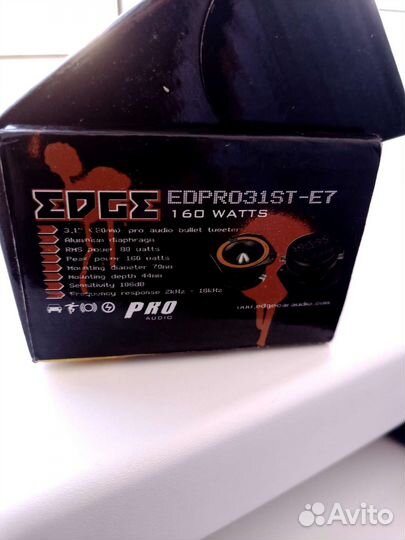 EDGE
EDPRO31ST-E7
160 WATTS
3,1" (80mm) pro audio bullet tweeter
Aluminum diaphragm
RMS power 80 watts
Peak power 160 watts
Mounting diameter 70mm
Mounting depth 44mm
Sensitivity 106dB
Frequency response 2kHz - 18kHz
PRO
AUDIO
www.edgecaraudio.com
Avito